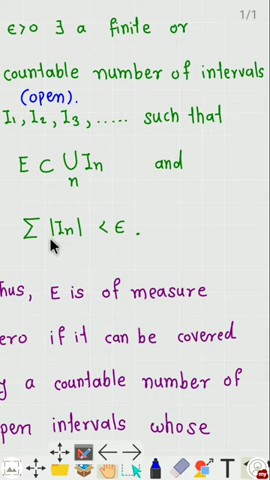 1/1
ϵ>0 ∃ a finite or
countable number of intervals
(open).
I₁, I₂, I₃, ..... such that
E ⊂ ⋃ Iₙ and
n
∑ |Iₙ| < ϵ .
hus, E is of measure
ero if it can be covered
y a countable number of
pen intervals whose
T